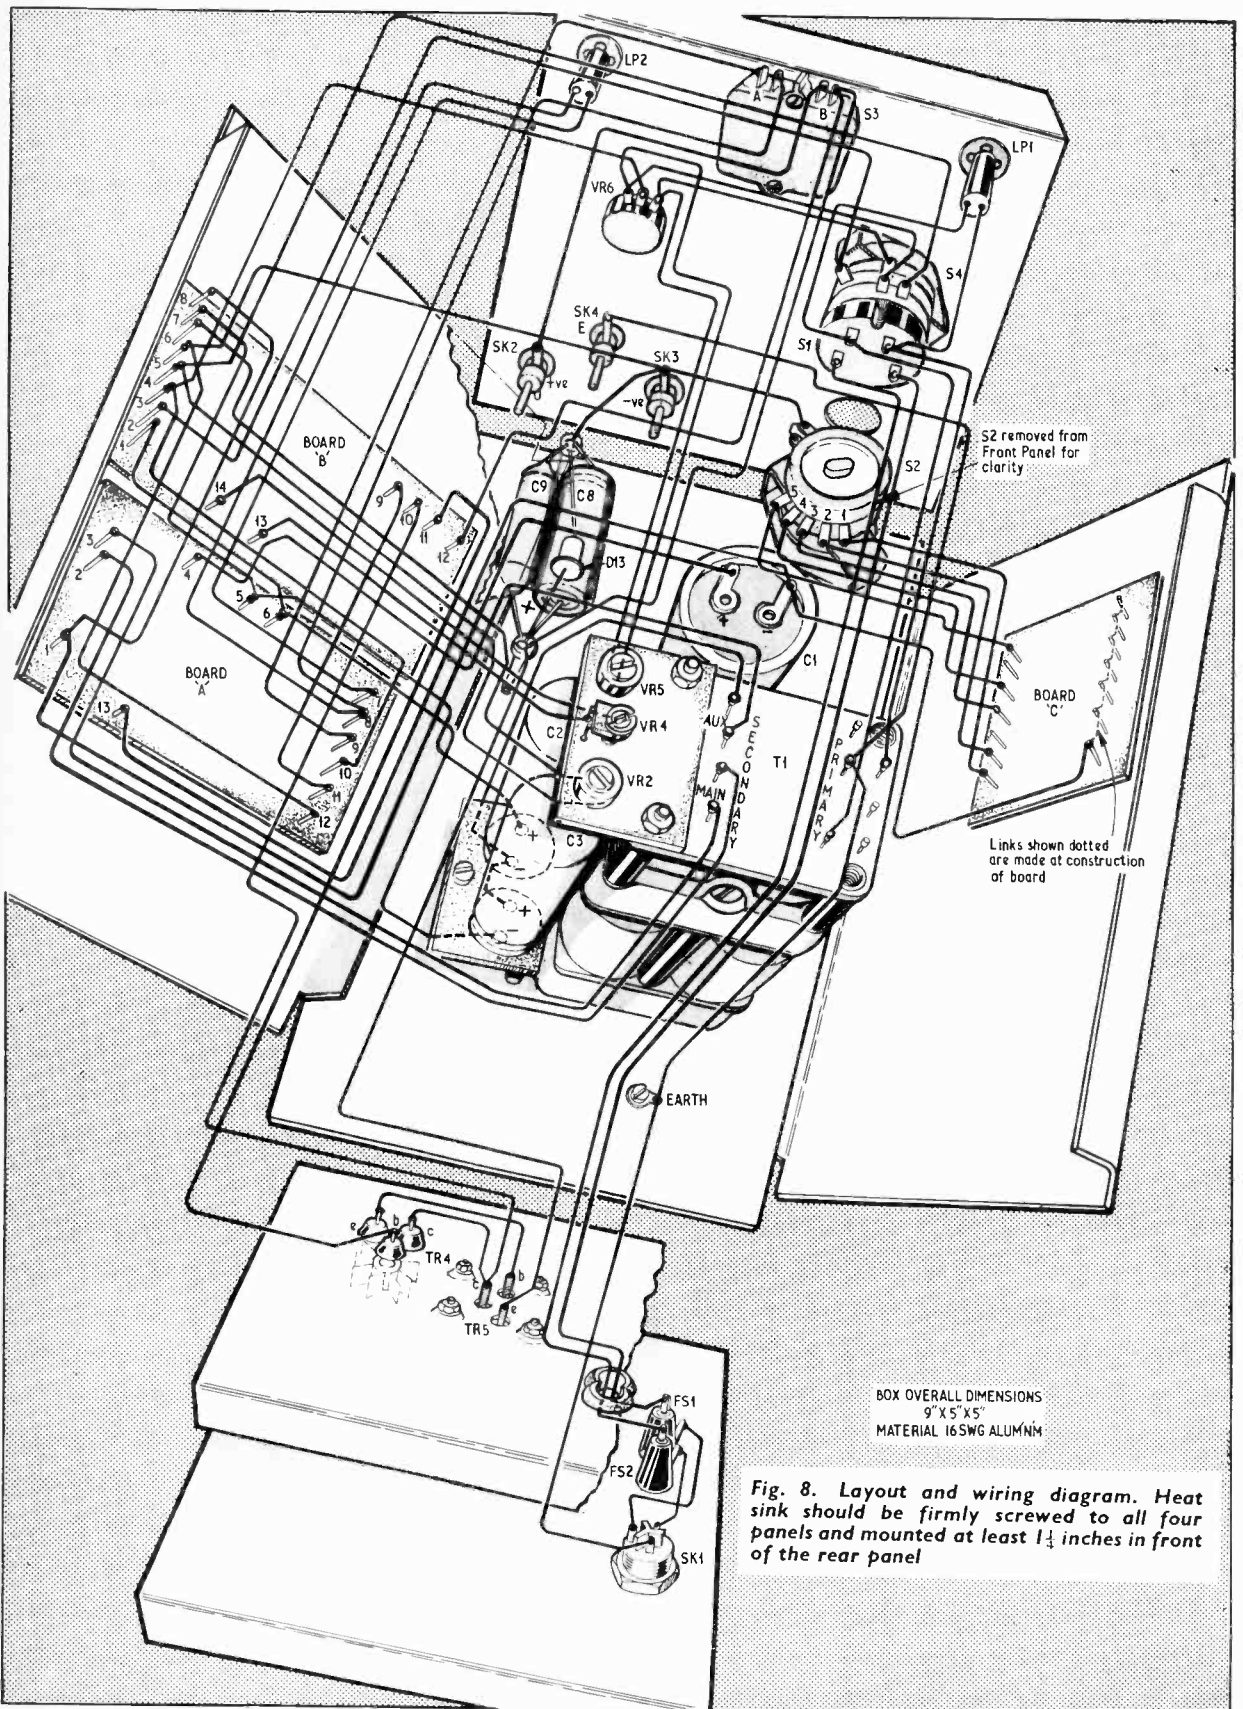 LP2
A
B
S3
LP1
VR6
S4
SK4
E
SK2
+ve
SK3
-ve
S1
S2 removed from
Front Panel for
clarity
S2
5 4 3 2 1
8
7
6
5
4
3
2
1
BOARD
'B'
14
13
9
10
11
12
C9
C8
D13
+
3
2
1
4
5
6
BOARD
'A'
13
8
9
10
11
12
+
-
C1
VR5
C2
VR4
VR2
C3
AUX
MAIN
SECONDARY
T1
PRIMARY
BOARD
'C'
Links shown dotted
are made at construction
of board
+
-
+
-
EARTH
e
b
c
TR4
c
b
e
TR5
FS1
FS2
SK1
BOX OVERALL DIMENSIONS
9"X 5"X5"
MATERIAL 16SWG ALUM'N'M
Fig. 8. Layout and wiring diagram. Heat
sink should be firmly screwed to all four
panels and mounted at least 1¼ inches in front
of the rear panel